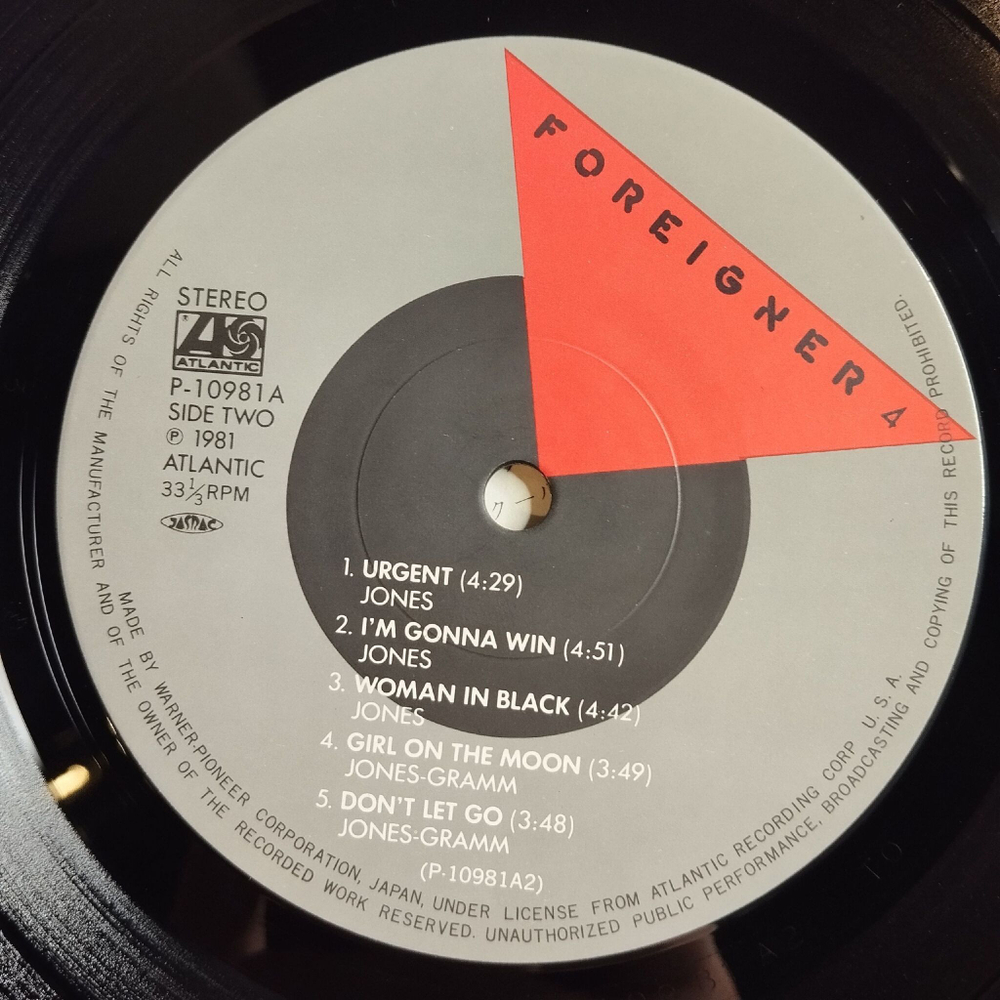 FOREIGNER 4
STEREO
ATLANTIC
P-10981A
SIDE TWO
℗ 1981
ATLANTIC
33⅓RPM
JASRAC
1. URGENT (4:29)
JONES
2. I'M GONNA WIN (4:51)
JONES
3. WOMAN IN BLACK (4:42)
JONES
4. GIRL ON THE MOON (3:49)
JONES-GRAMM
5. DON'T LET GO (3:48)
JONES-GRAMM
(P-10981A2)
MADE BY WARNER-PIONEER CORPORATION, JAPAN, UNDER LICENSE FROM ATLANTIC RECORDING CORP U. S. A.
ALL RIGHTS OF THE MANUFACTURER AND OF THE OWNER OF THE RECORDED WORK RESERVED. UNAUTHORIZED PUBLIC PERFORMANCE, BROADCASTING AND COPYING OF THIS RECORD PROHIBITED.